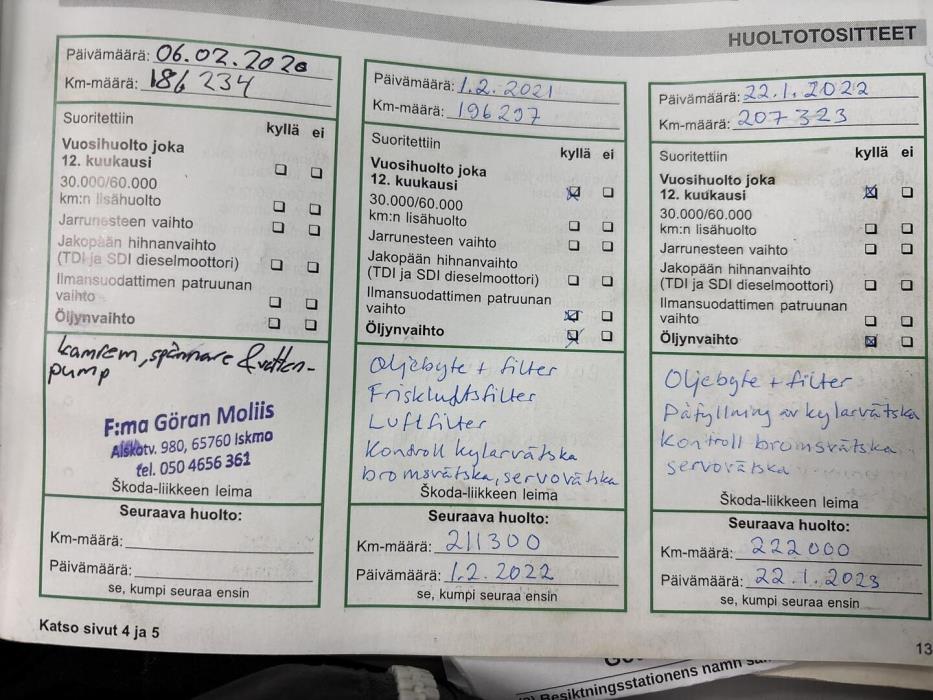 HUOLTOTOSITTEET
Päivämäärä: 06.02.2020
Km-määrä: 186 234
Suoritettiin
kyllä ei
Vuosihuolto joka
12. kuukausi
30.000/60.000
km:n lisähuolto
Jarrunesteen vaihto
Jakopään hihnanvaihto
(TDI ja SDI dieselmoottori)
Ilmansuodattimen patruunan
vaihto
Öljynvaihto
kamrem, spännare & vatten-
pump
F:ma Göran Moliis
980, 65760 Iskmo
tel. 050 4656 361
Škoda-liikkeen leima
Seuraava huolto:
Km-määrä:
Päivämäärä:
se, kumpi seuraa ensin
Päivämäärä: 1.2.2021
Km-määrä: 196297
Suoritettiin
kyllä ei
Vuosihuolto joka
12. kuukausi
30.000/60.000
km:n lisähuolto
Jarrunesteen vaihto
Jakopään hihnanvaihto
(TDI ja SDI dieselmoottori)
Ilmansuodattimen patruunan
vaihto
Öljynvaihto
Oljebyte + filter
Friskluftsfilter
Luftfilter
Kontroll kylarvätska
bromsvätska, servovätska
Škoda-liikkeen leima
Seuraava huolto:
Km-määrä: 211300
Päivämäärä: 1.2.2022
se, kumpi seuraa ensin
Päivämäärä: 22.1.2022
Km-määrä: 207 323
Suoritettiin
kyllä ei
Vuosihuolto joka
12. kuukausi
30.000/60.000
km:n lisähuolto
Jarrunesteen vaihto
Jakopään hihnanvaihto
(TDI ja SDI dieselmoottori)
Ilmansuodattimen patruunan
vaihto
Öljynvaihto
Oljebyte + filter
Påfyllning av kylarvätska
Kontroll bromsvätska
servovätska
Škoda-liikkeen leima
Seuraava huolto:
Km-määrä: 222000
Päivämäärä: 22.1.2023
se, kumpi seuraa ensin
Katso sivut 4 ja 5
13
Besiktningsstationens namn